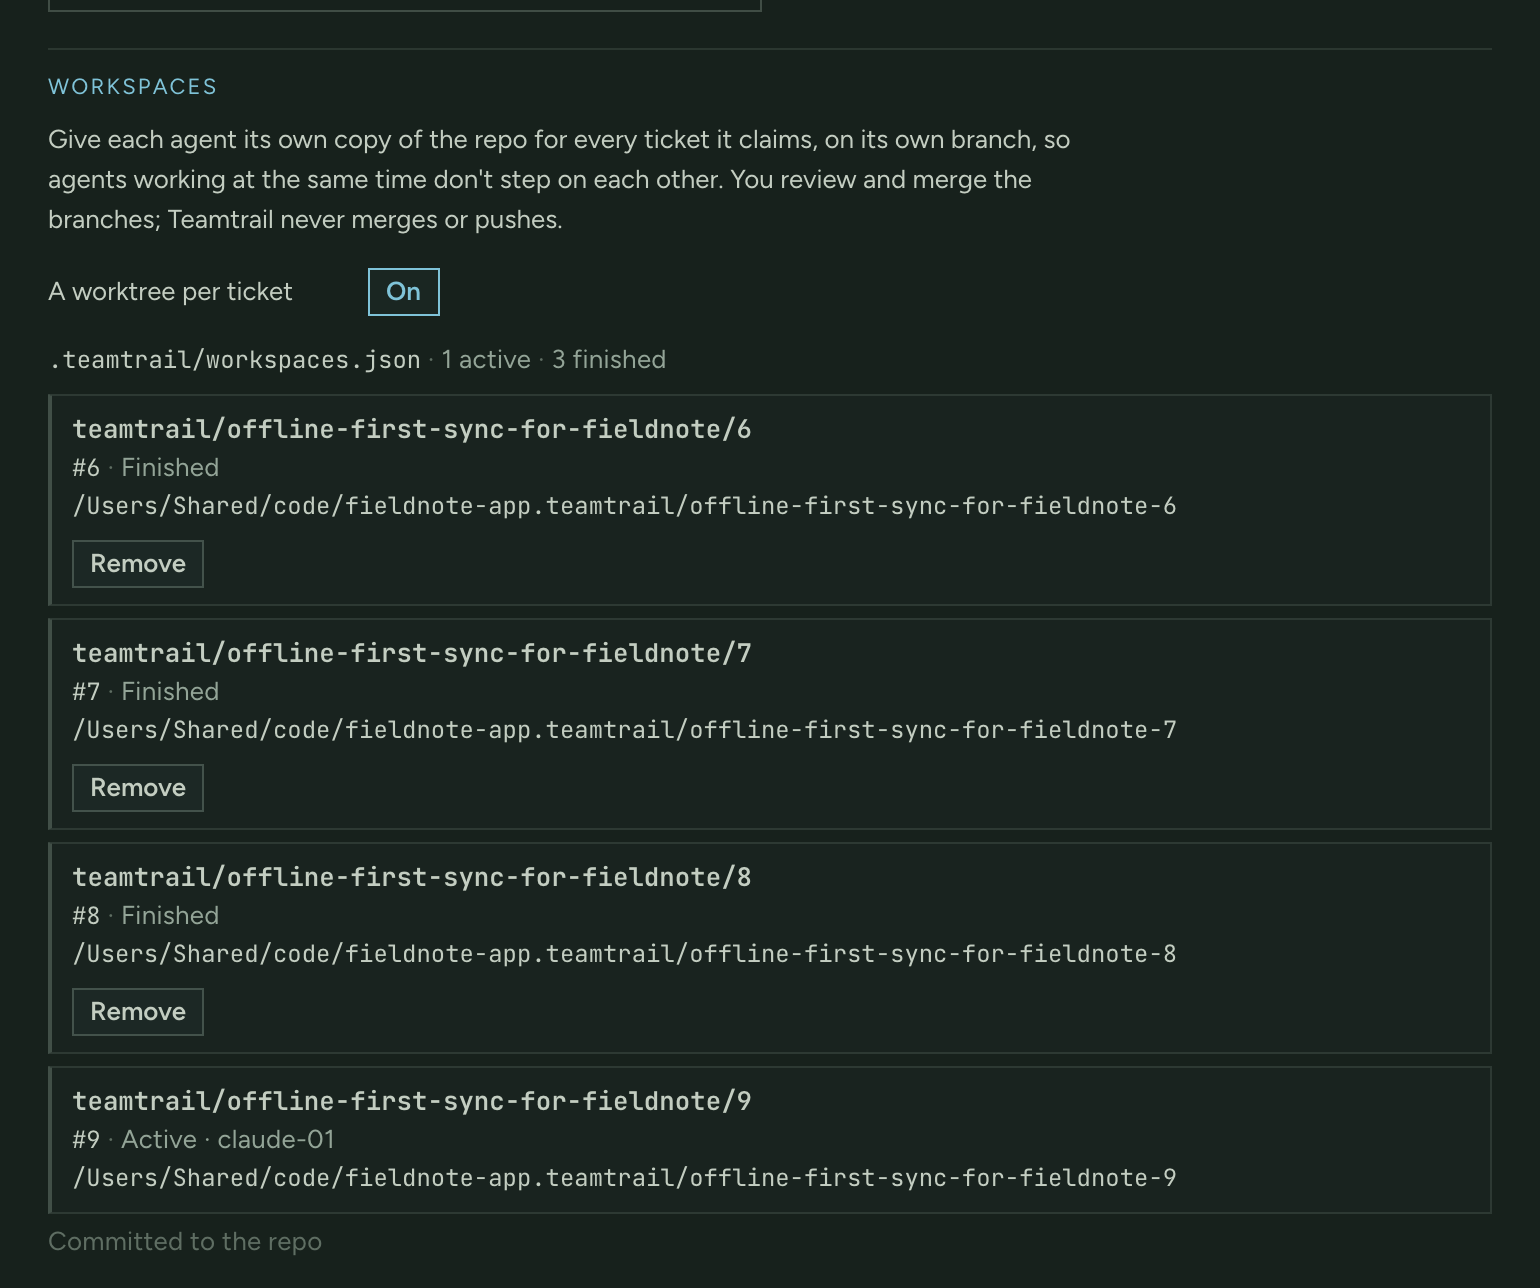 WORKSPACES
Give each agent its own copy of the repo for every ticket it claims, on its own branch, so
agents working at the same time don't step on each other. You review and merge the
branches; Teamtrail never merges or pushes.
A worktree per ticket On
.teamtrail/workspaces.json · 1 active · 3 finished
teamtrail/offline-first-sync-for-fieldnote/6
#6 · Finished
/Users/Shared/code/fieldnote-app.teamtrail/offline-first-sync-for-fieldnote-6
Remove
teamtrail/offline-first-sync-for-fieldnote/7
#7 · Finished
/Users/Shared/code/fieldnote-app.teamtrail/offline-first-sync-for-fieldnote-7
Remove
teamtrail/offline-first-sync-for-fieldnote/8
#8 · Finished
/Users/Shared/code/fieldnote-app.teamtrail/offline-first-sync-for-fieldnote-8
Remove
teamtrail/offline-first-sync-for-fieldnote/9
#9 · Active · claude-01
/Users/Shared/code/fieldnote-app.teamtrail/offline-first-sync-for-fieldnote-9
Committed to the repo